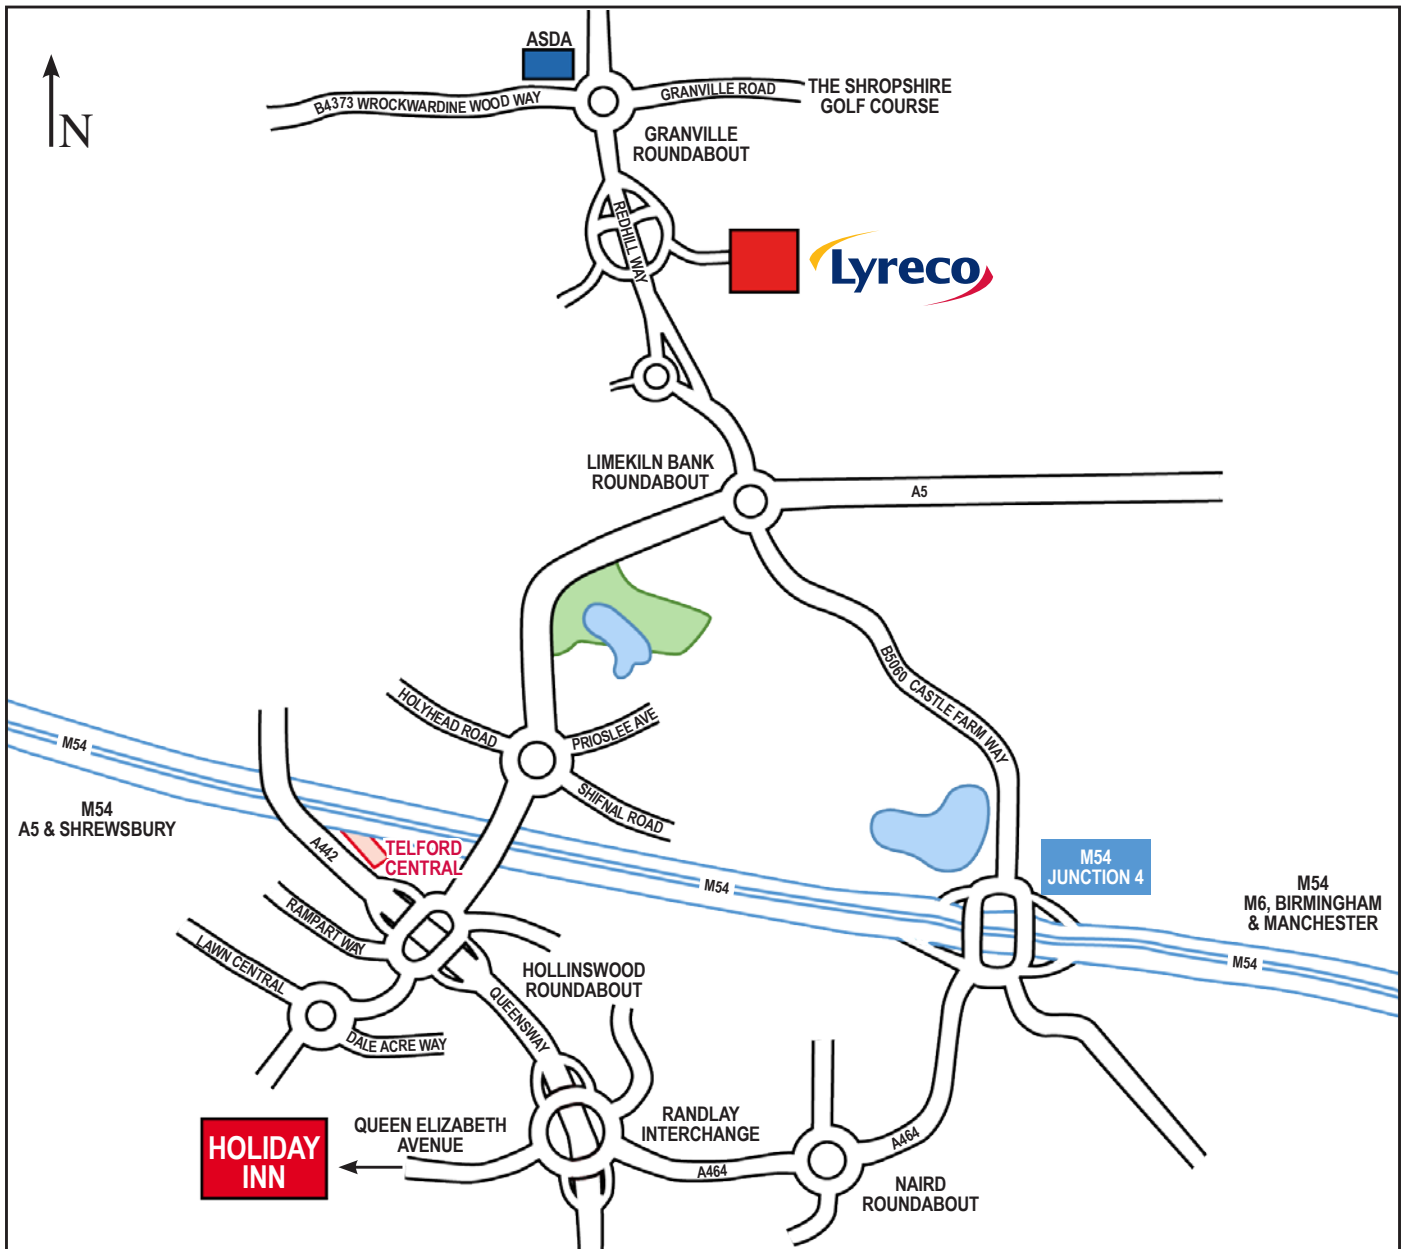 ASDA
N
B4373 WROCKWARDINE WOOD WAY
GRANVILLE ROAD
THE SHROPSHIRE
GOLF COURSE
GRANVILLE
ROUNDABOUT
REDHILL WAY
Lyreco
LIMEKILN BANK
ROUNDABOUT
A5
B5060 CASTLE FARM WAY
HOLYHEAD ROAD
PRIOSLEE AVE
SHIFNAL ROAD
M54
M54
A5 & SHREWSBURY
A442
TELFORD
CENTRAL
M54
M54
JUNCTION 4
M54
M6, BIRMINGHAM
& MANCHESTER
M54
RAMPART WAY
LAWN CENTRAL
DALE ACRE WAY
QUEENSWAY
HOLLINSWOOD
ROUNDABOUT
HOLIDAY
INN
QUEEN ELIZABETH
AVENUE
RANDLAY
INTERCHANGE
A464
A464
NAIRD
ROUNDABOUT